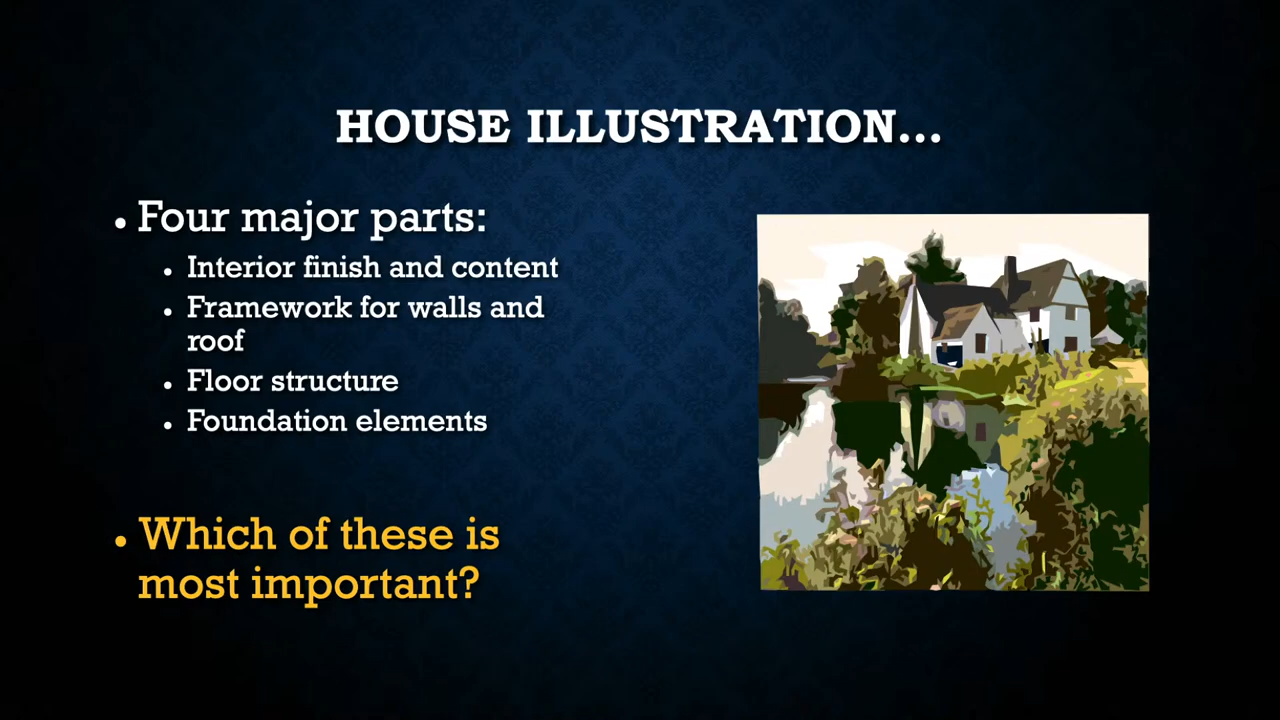 HOUSE ILLUSTRATION...
• Four major parts:
• Interior finish and content
• Framework for walls and
roof
• Floor structure
• Foundation elements
• Which of these is
most important?